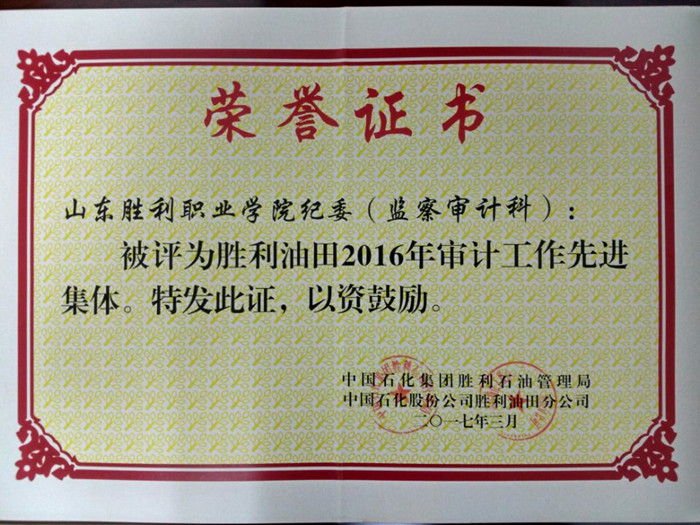 荣誉证书
山东胜利职业学院纪委（监察审计科）：
被评为胜利油田2016年审计工作先进
集体。特发此证，以资鼓励。
中国石化集团胜利石油管理局
中国石化股份公司胜利油田分公司
二〇一七年三月